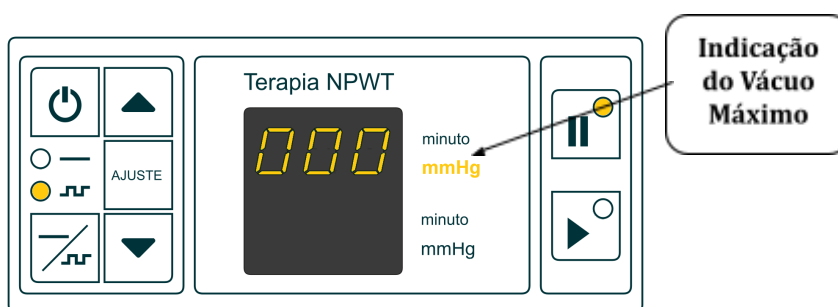 Indicação
do Vácuo
Máximo
Terapia NPWT
000
minuto
mmHg
minuto
mmHg
AJUSTE